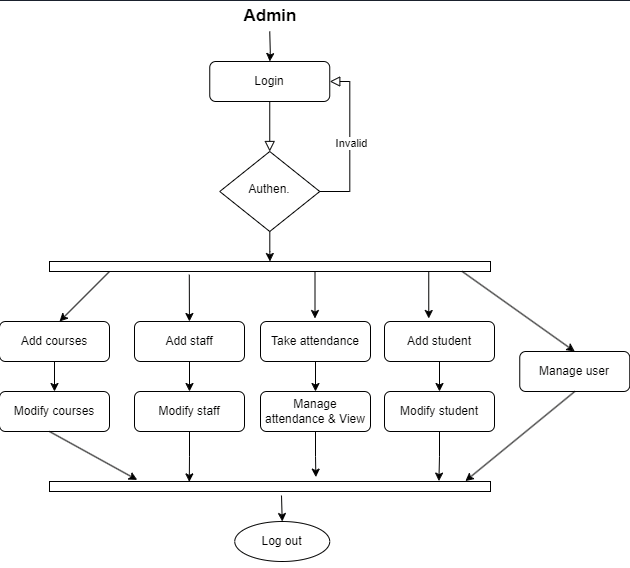 Admin
Login
Invalid
Authen.
Add courses
Add staff
Take attendance
Add student
Manage user
Modify courses
Modify staff
Manage
attendance & View
Modify student
Log out